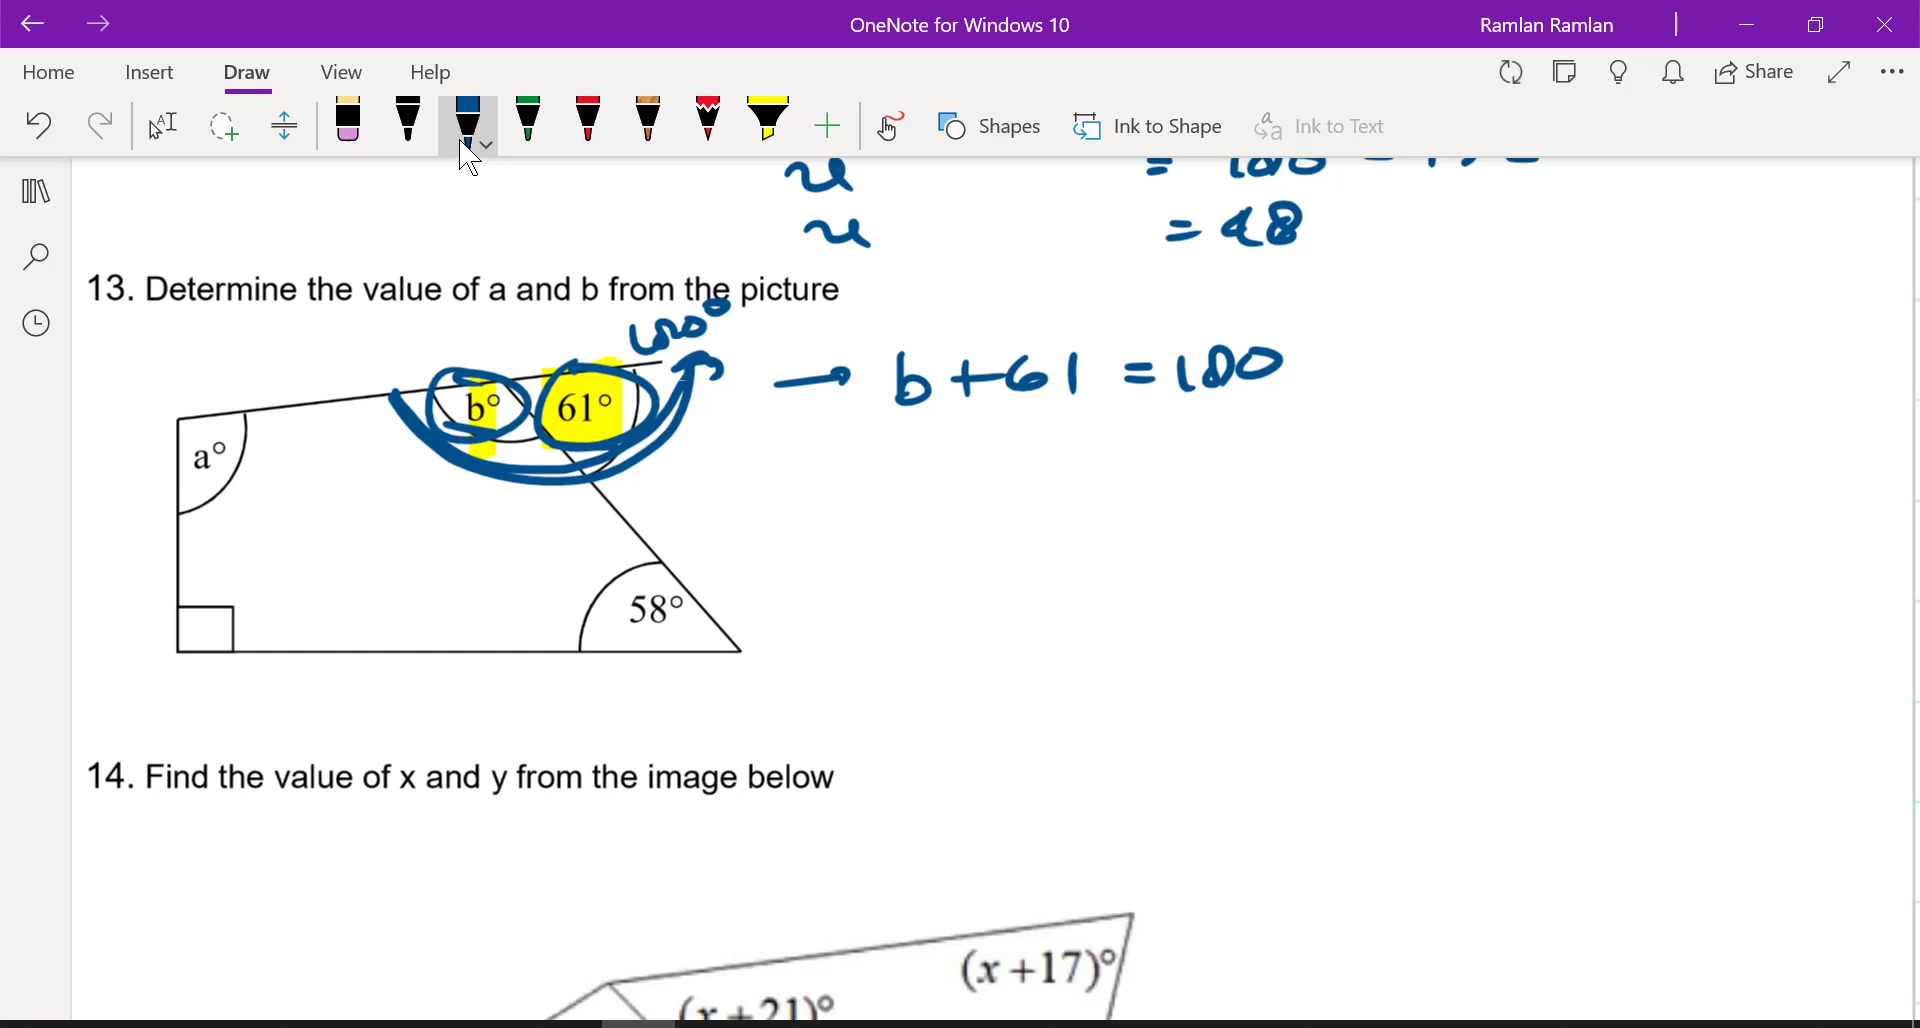 OneNote for Windows 10
Ramlan Ramlan
Home Insert Draw View Help
Share
Shapes
Ink to Shape
Ink to Text
= 48
13. Determine the value of a and b from the picture
180°
b + 61 = 180
b° 61°
a°
58°
14. Find the value of x and y from the image below
(x +17)°
(x + 21)°